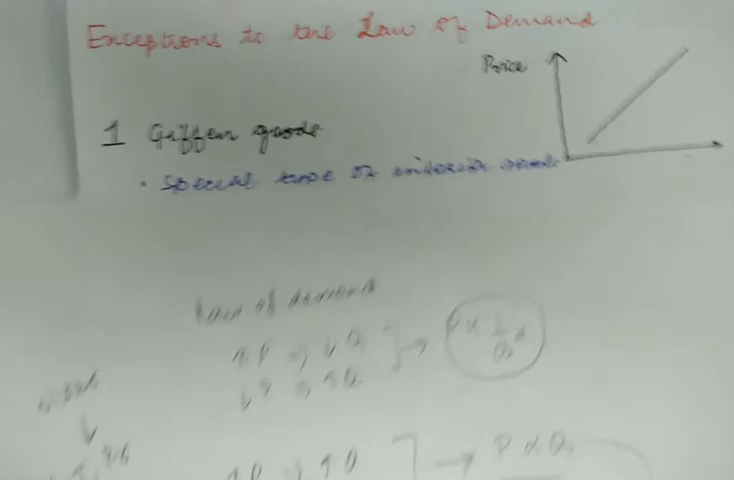 Exceptions to the Law of Demand
Price
1 Giffen goods
• Special type of inferior goods
Law of demand
↑P ⇒ ↓Q
↓P ⇒ ↑Q
P ∝ 1/Qd
↑P ⇒ ↑Q
→ P ∝ Qd